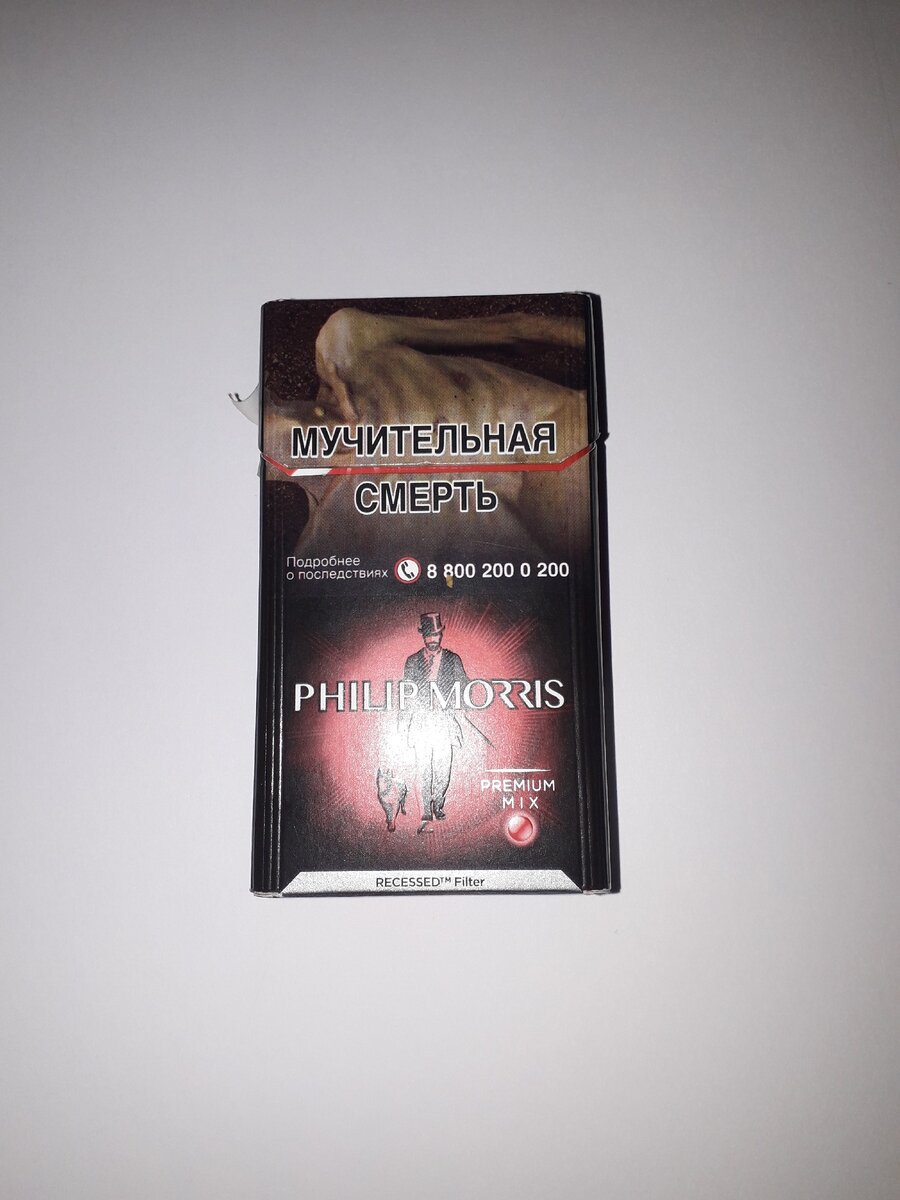 МУЧИТЕЛЬНАЯ
СМЕРТЬ
Подробнее
о последствиях 8 800 200 0 200
PHILIP MORRIS
PREMIUM
MIX
RECESSED™ Filter